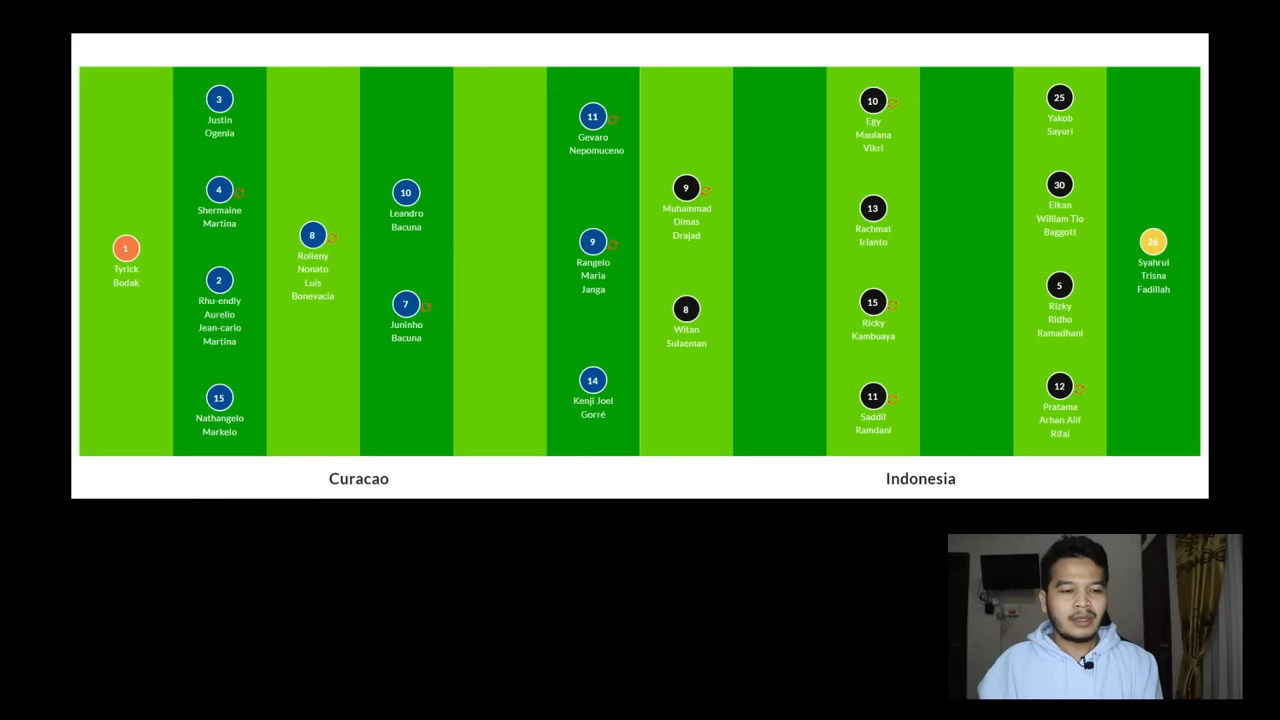 3
Justin
Ogenia
4
Shermaine
Martina
2
Rhu-endly
Aurelio
Jean-carlo
Martina
15
Nathangelo
Markelo
1
Tyrick
Bodak
8
Rolieny
Nonato
Luis
Bonevacia
10
Leandro
Bacuna
7
Juninho
Bacuna
11
Gevaro
Nepomuceno
9
Rangelo
Maria
Janga
14
Kenji Joel
Gorré
9
Muhammad
Dimas
Drajad
8
Witan
Sulaeman
10
Egy
Maulana
Vikri
13
Rachmat
Irianto
15
Ricky
Kambuaya
11
Saddil
Ramdani
25
Yakob
Sayuri
30
Elkan
William Tio
Baggott
5
Rizky
Ridho
Ramadhani
12
Pratama
Arhan Alif
Rifai
26
Syahrul
Trisna
Fadillah
Curacao
Indonesia